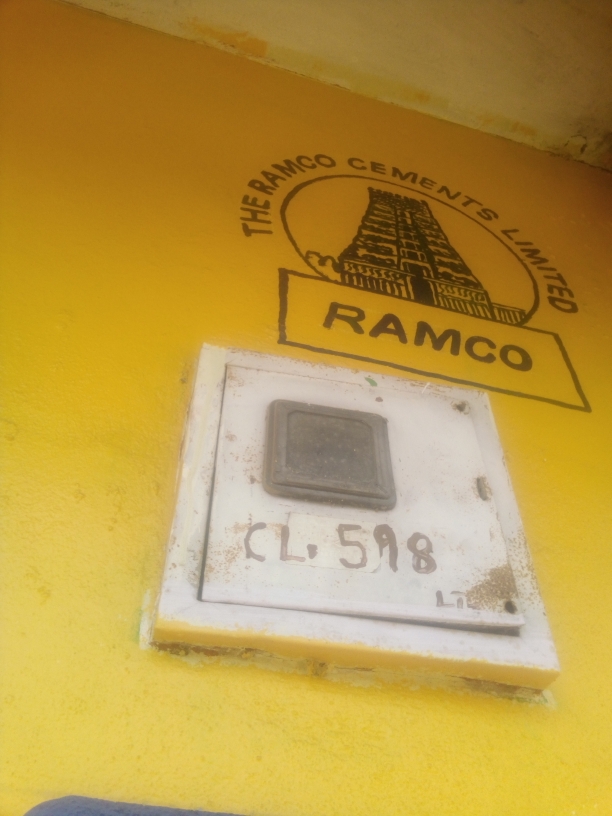 THE RAMCO CEMENTS LIMITED
RAMCO
CL. 598